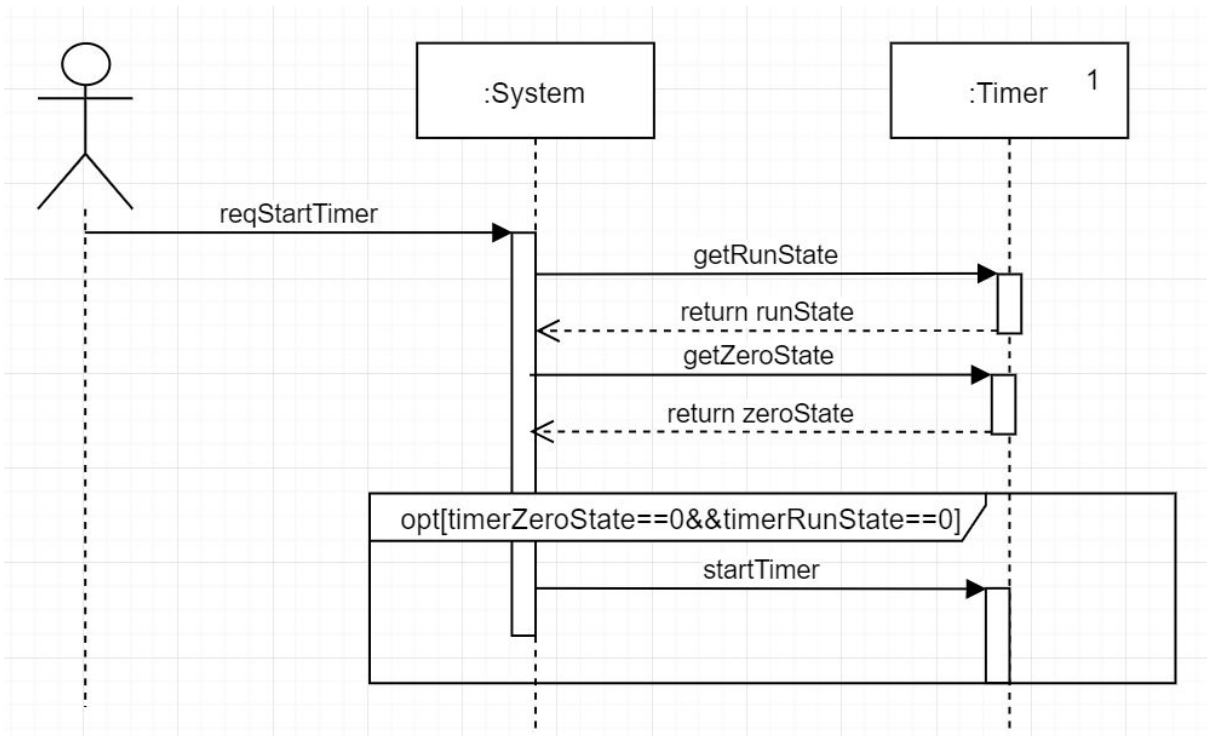 :System
:Timer
1
reqStartTimer
getRunState
return runState
getZeroState
return zeroState
opt[timerZeroState==0&&timerRunState==0]
startTimer